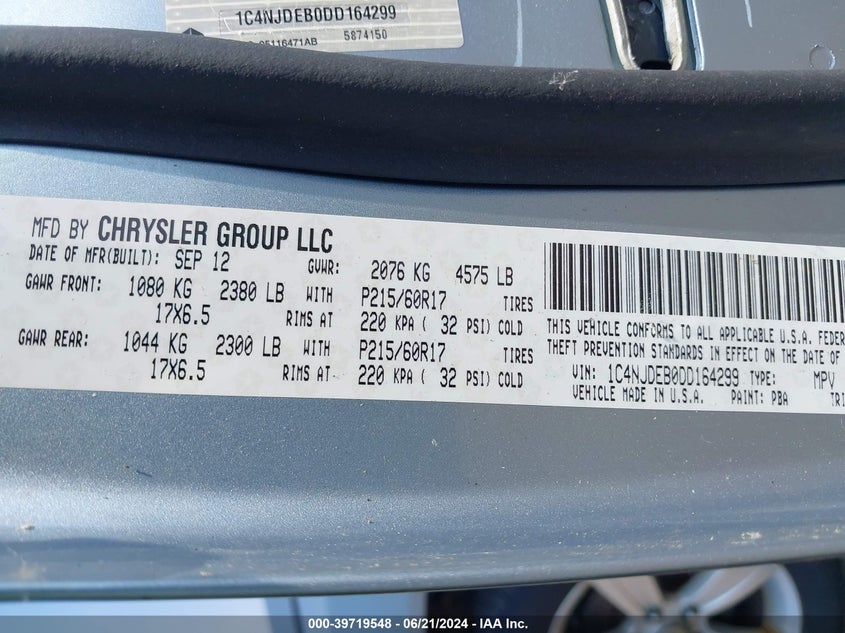 1C4NJDEB0DD164299
05116471AB 5874150
MFD BY CHRYSLER GROUP LLC
DATE OF MFR(BUILT): SEP 12 GVWR: 2076 KG 4575 LB
GAWR FRONT: 1080 KG 2380 LB WITH P215/60R17 TIRES
17X6.5 RIMS AT 220 KPA ( 32 PSI) COLD
GAWR REAR: 1044 KG 2300 LB WITH P215/60R17 TIRES
17X6.5 RIMS AT 220 KPA ( 32 PSI) COLD
THIS VEHICLE CONFORMS TO ALL APPLICABLE U.S.A. FEDER
THEFT PREVENTION STANDARDS IN EFFECT ON THE DATE OF
VIN: 1C4NJDEB0DD164299 TYPE: MPV
VEHICLE MADE IN U.S.A. PAINT: PBA TRI
000-39719548 - 06/21/2024 - IAA Inc.